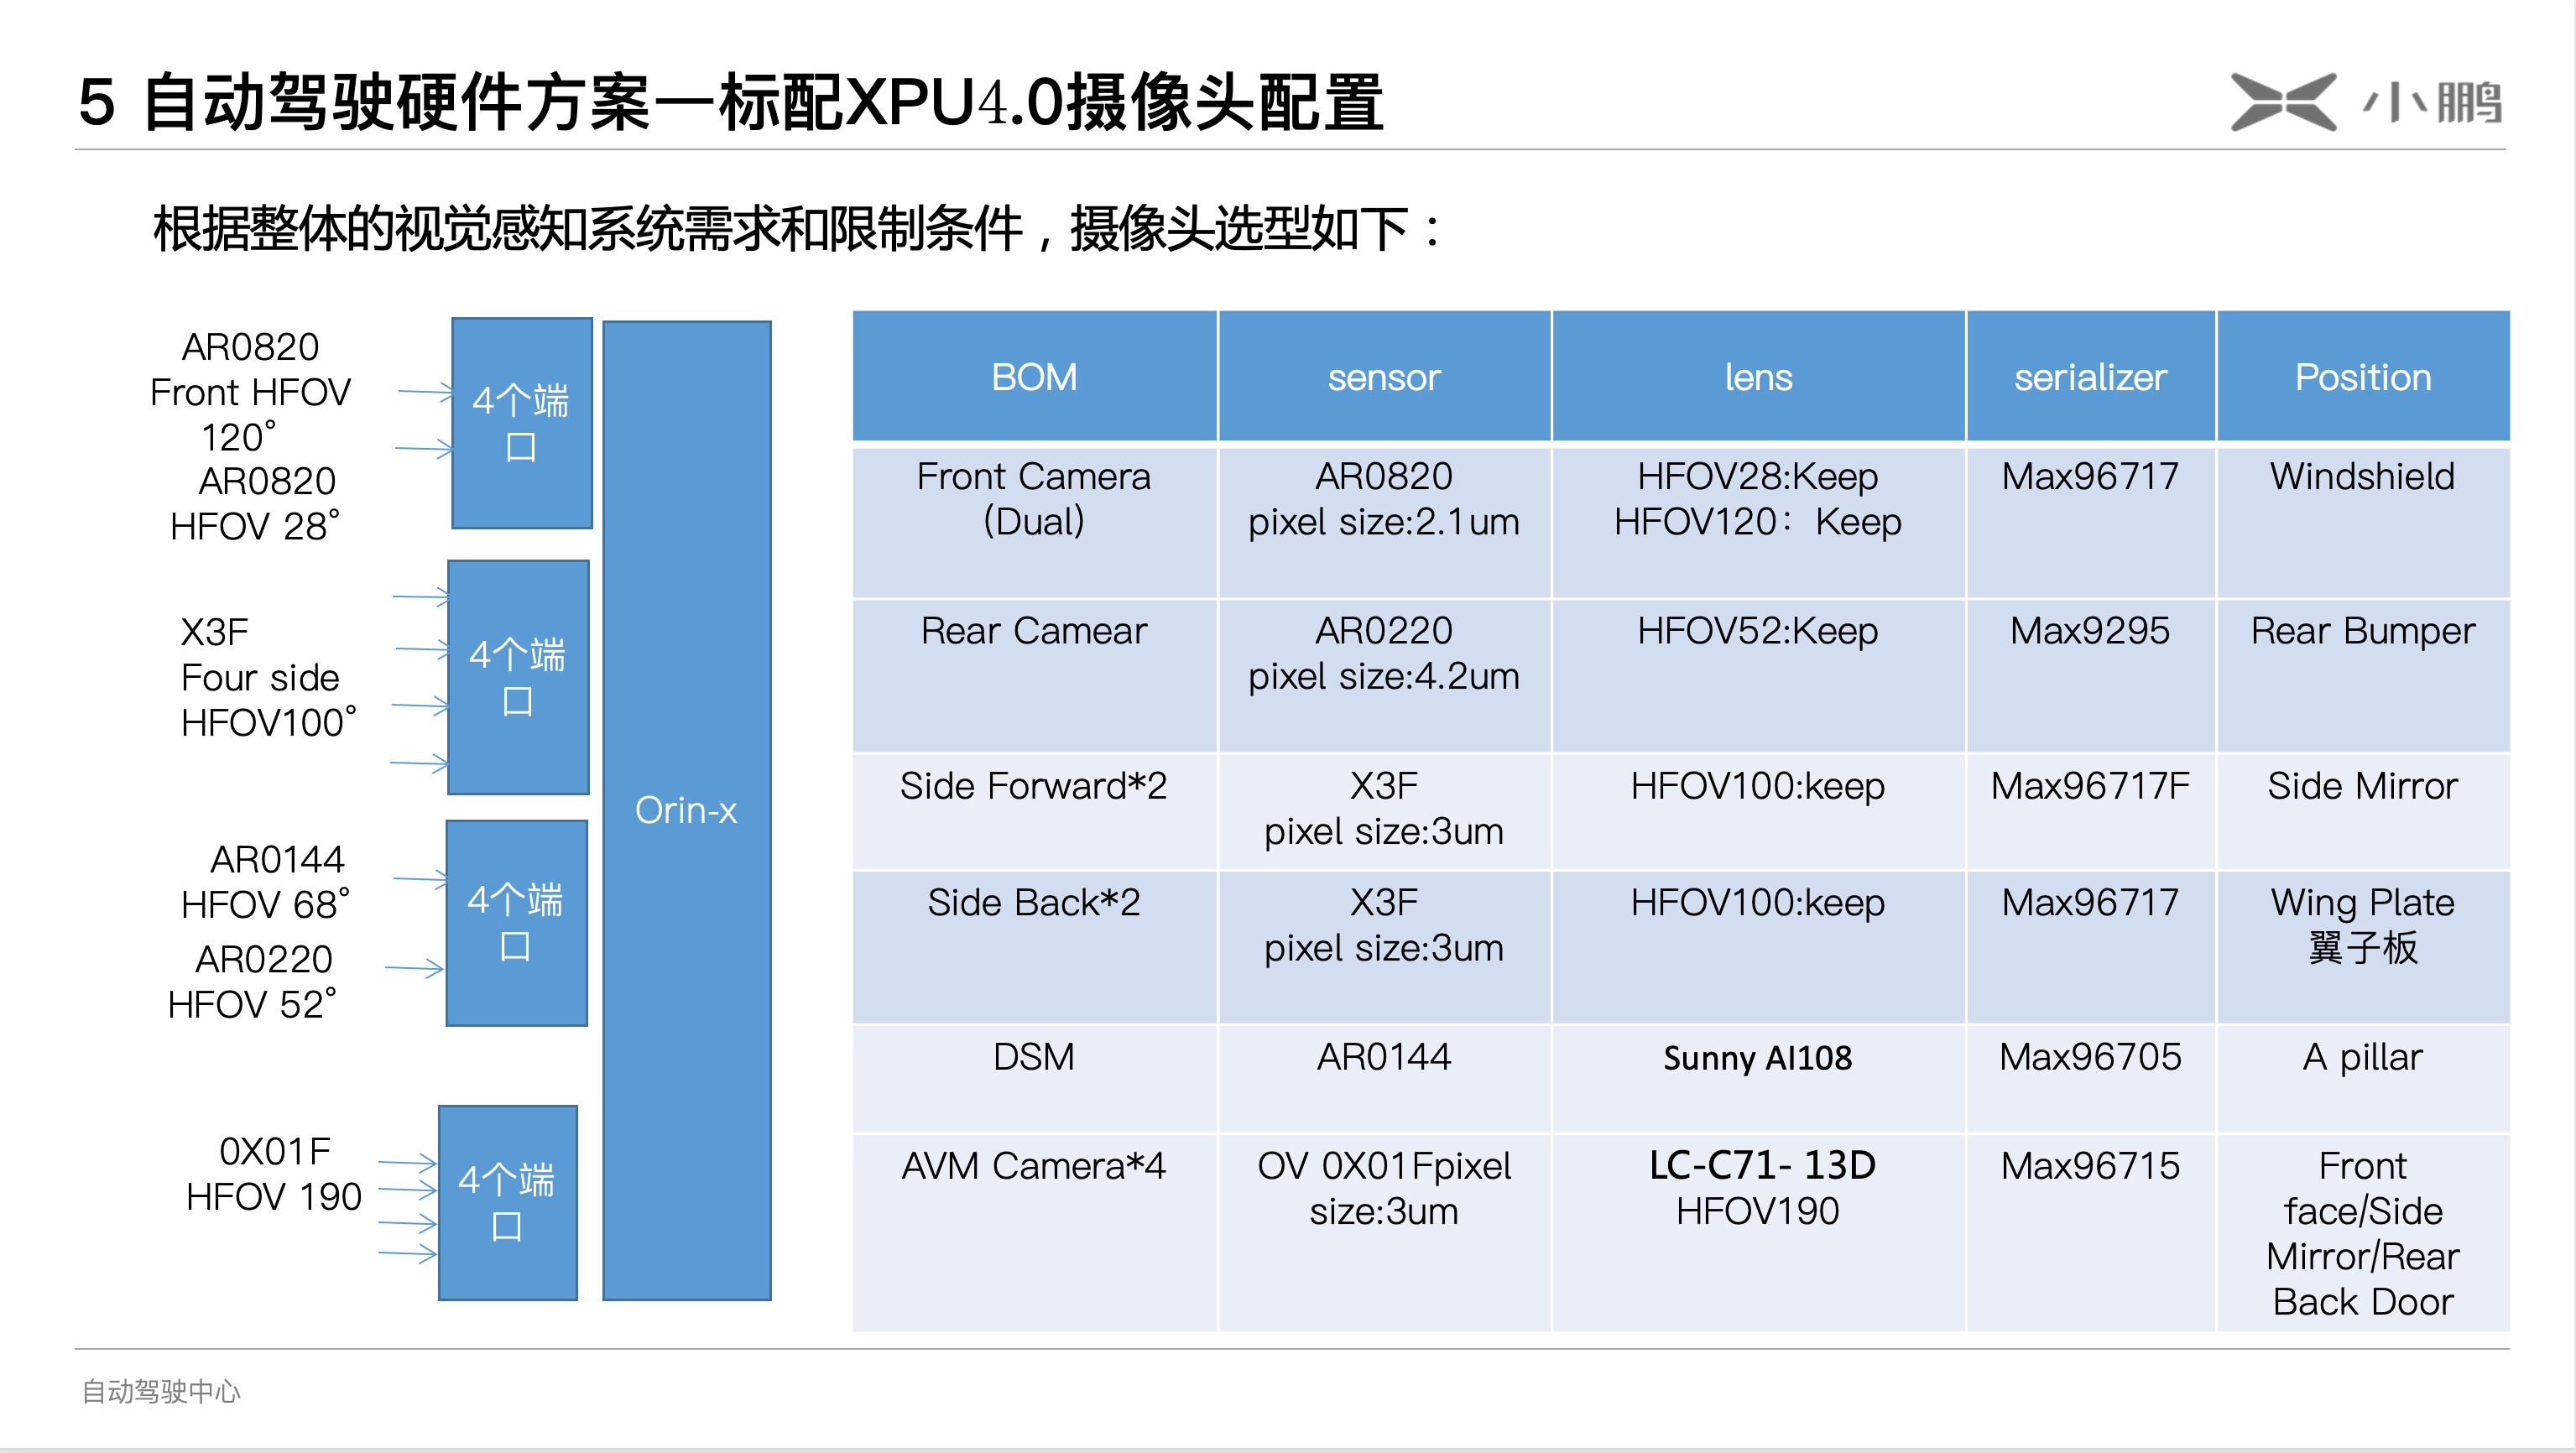 5 自动驾驶硬件方案—标配XPU4.0摄像头配置
小鹏
根据整体的视觉感知系统需求和限制条件，摄像头选型如下：
AR0820
Front HFOV
120°
AR0820
HFOV 28°
4个端
口
X3F
Four side
HFOV100°
4个端
口
AR0144
HFOV 68°
AR0220
HFOV 52°
4个端
口
0X01F
HFOV 190
4个端
口
Orin-x
BOM sensor lens serializer Position
Front Camera AR0820 HFOV28:Keep Max96717 Windshield
(Dual) pixel size:2.1um HFOV120：Keep
Rear Camear AR0220 HFOV52:Keep Max9295 Rear Bumper
pixel size:4.2um
Side Forward*2 X3F HFOV100:keep Max96717F Side Mirror
pixel size:3um
Side Back*2 X3F HFOV100:keep Max96717 Wing Plate
pixel size:3um 翼子板
DSM AR0144 Sunny AI108 Max96705 A pillar
AVM Camera*4 OV 0X01Fpixel LC-C71- 13D Max96715 Front
size:3um HFOV190 face/Side
Mirror/Rear
Back Door
自动驾驶中心